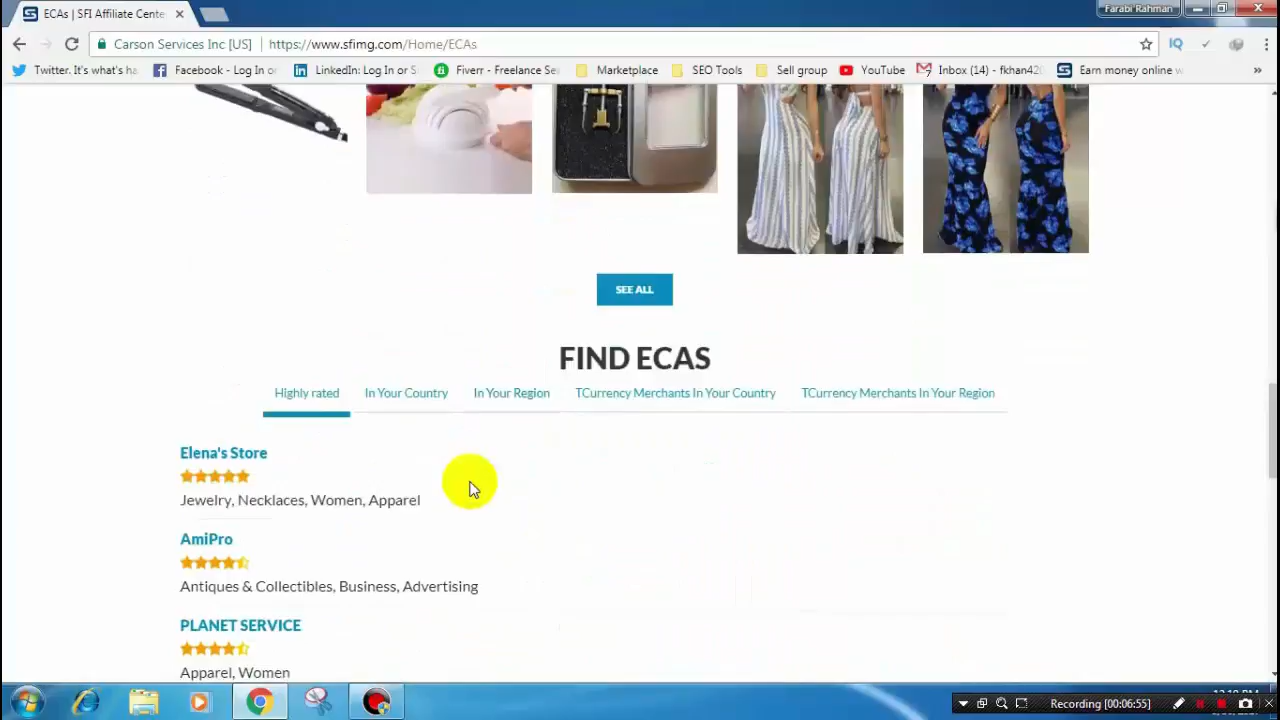 ECAs | SFI Affiliate Cente
Farabi Rahman
Carson Services Inc [US]
https://www.sfimg.com/Home/ECAs
Twitter. It's what's ha
Facebook - Log In or
LinkedIn: Log In or S
Fiverr - Freelance Se
Marketplace
SEO Tools
Sell group
YouTube
Inbox (14) - fkhan420
Earn money online w
SEE ALL
FIND ECAS
Highly rated
In Your Country
In Your Region
TCurrency Merchants In Your Country
TCurrency Merchants In Your Region
Elena's Store
Jewelry, Necklaces, Women, Apparel
AmiPro
Antiques & Collectibles, Business, Advertising
PLANET SERVICE
Apparel, Women
Recording [00:06:55]